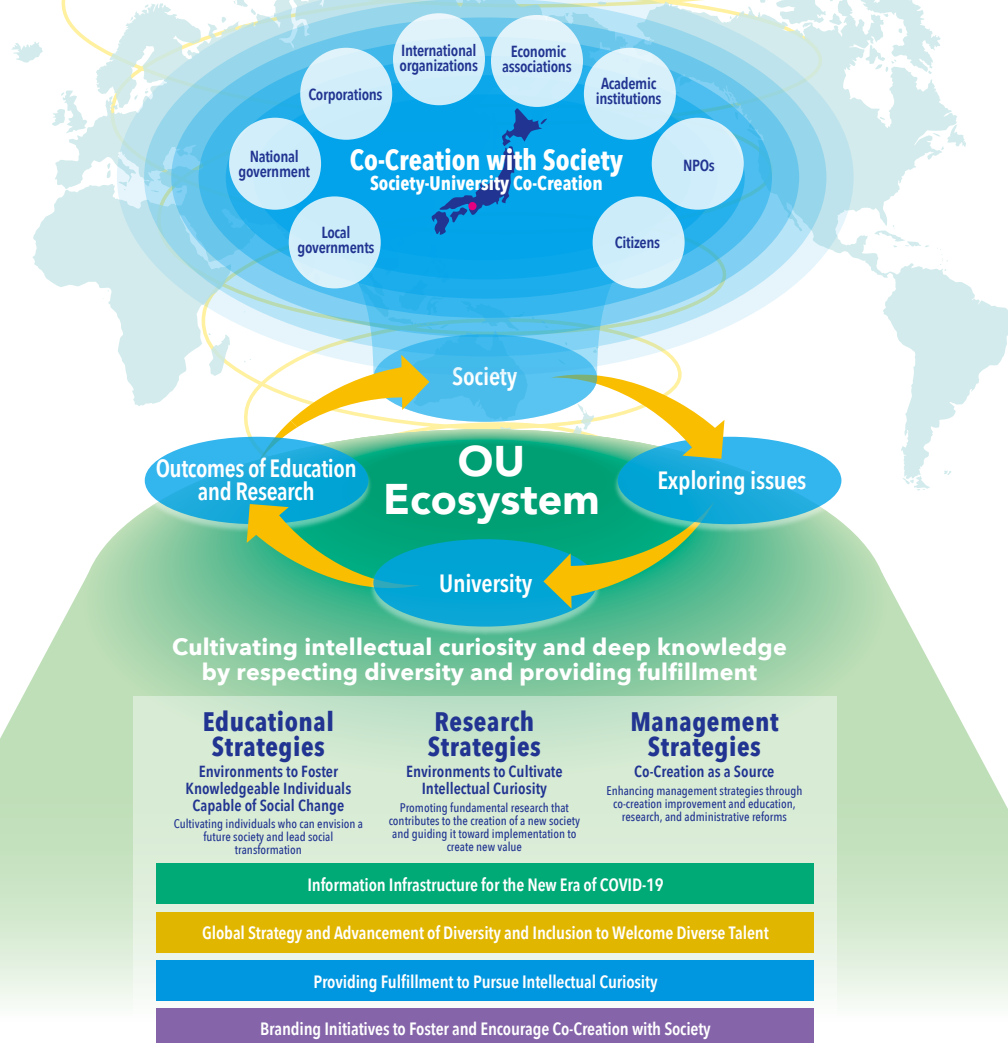 International
organizations
Economic
associations
Corporations
Academic
institutions
National
government
Co-Creation with Society
Society-University Co-Creation
NPOs
Local
governments
Citizens
Society
Outcomes of Education
and Research
OU
Ecosystem
Exploring issues
University
Cultivating intellectual curiosity and deep knowledge
by respecting diversity and providing fulfillment
Educational
Strategies
Environments to Foster
Knowledgeable Individuals
Capable of Social Change
Cultivating individuals who can envision a
future society and lead social
transformation
Research
Strategies
Environments to Cultivate
Intellectual Curiosity
Promoting fundamental research that
contributes to the creation of a new society
and guiding it toward implementation to
create new value
Management
Strategies
Co-Creation as a Source
Enhancing management strategies through
co-creation improvement and education,
research, and administrative reforms
Information Infrastructure for the New Era of COVID-19
Global Strategy and Advancement of Diversity and Inclusion to Welcome Diverse Talent
Providing Fulfillment to Pursue Intellectual Curiosity
Branding Initiatives to Foster and Encourage Co-Creation with Society